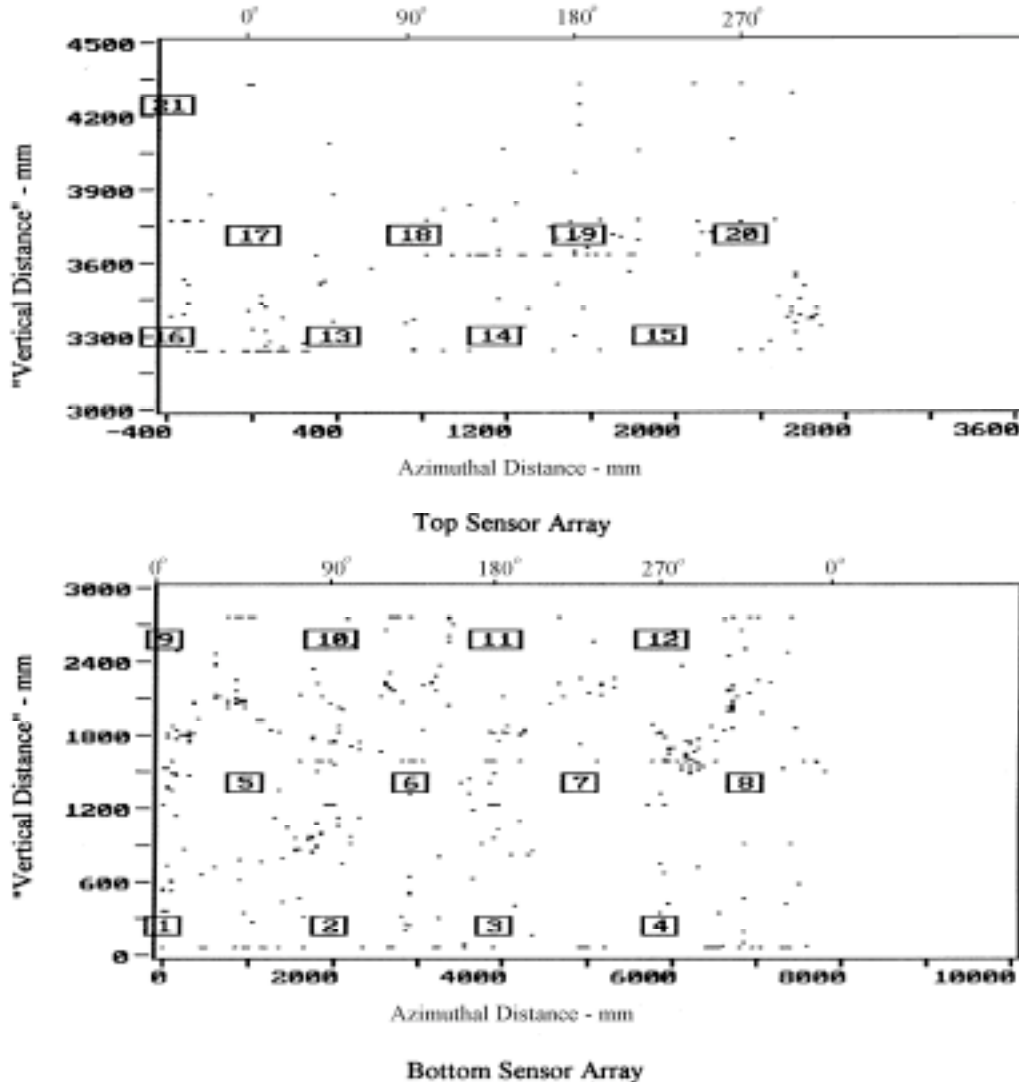 0° 90° 180° 270°
4500
21
4200
3900
17 18 19 20
3600
16 13 14 15
3300
3000
-400 400 1200 2000 2800 3600
"Vertical Distance" - mm
Azimuthal Distance - mm
Top Sensor Array
0° 90° 180° 270° 0°
3000
9 10 11 12
2400
1800
5 6 7 8
1200
600
1 2 3 4
0
0 2000 4000 6000 8000 10000
"Vertical Distance" - mm
Azimuthal Distance - mm
Bottom Sensor Array